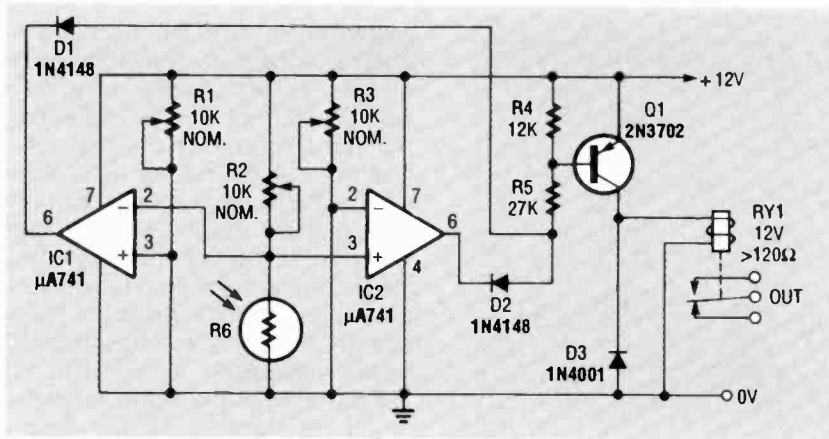 D1
1N4148
+ 12V
R1
10K
NOM.
R3
10K
NOM.
R4
12K
Q1
2N3702
R2
10K
NOM.
R5
27K
7
2
−
6
+
3
IC1
µA741
7
2
−
3
+
6
4
IC2
µA741
RY1
12V
>120Ω
D2
1N4148
OUT
R6
D3
1N4001
0V